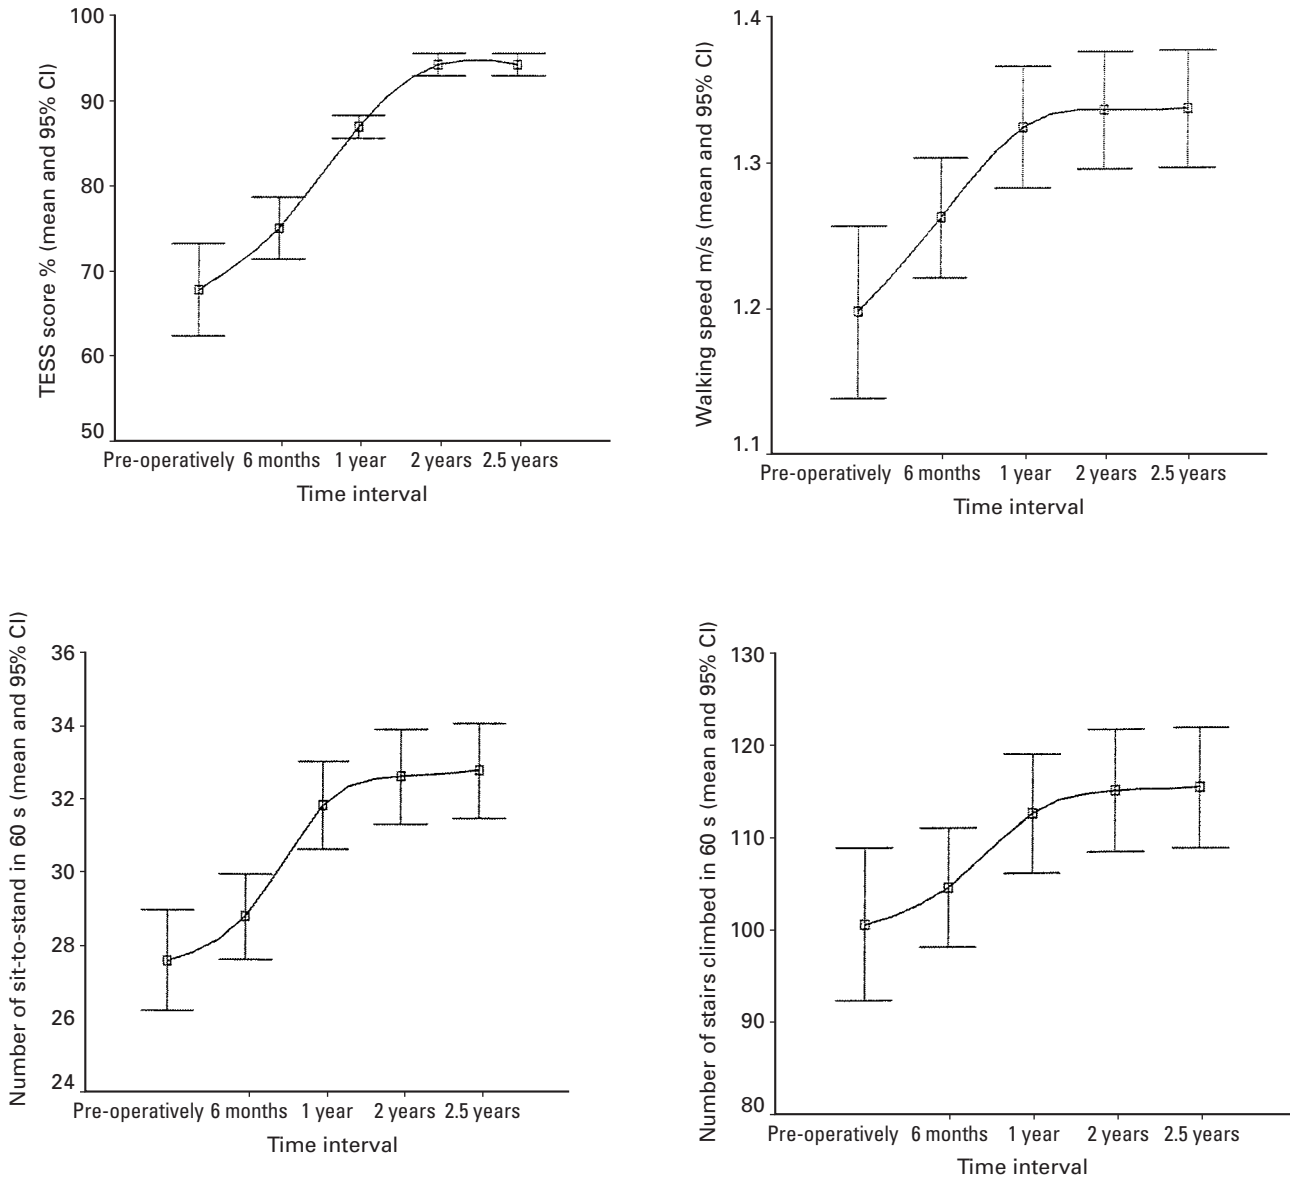 TESS score % (mean and 95% CI)
100
90
80
70
60
50
Pre-operatively 6 months 1 year 2 years 2.5 years
Time interval
Walking speed m/s (mean and 95% CI)
1.4
1.3
1.2
1.1
Pre-operatively 6 months 1 year 2 years 2.5 years
Time interval
Number of sit-to-stand in 60 s (mean and 95% CI)
36
34
32
30
28
26
24
Pre-operatively 6 months 1 year 2 years 2.5 years
Time interval
Number of stairs climbed in 60 s (mean and 95% CI)
130
120
110
100
90
80
Pre-operatively 6 months 1 year 2 years 2.5 years
Time interval